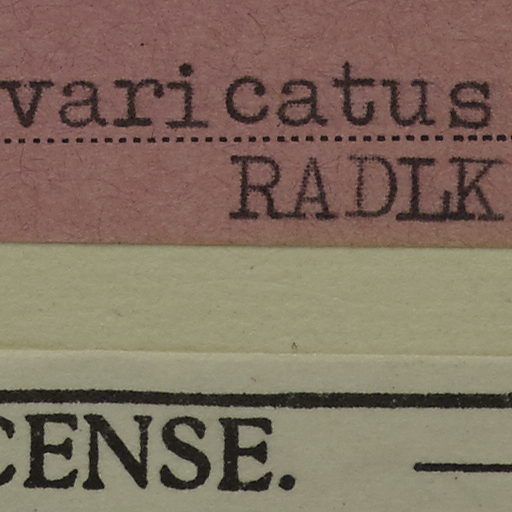 varicatus
RADLK
CENSE.